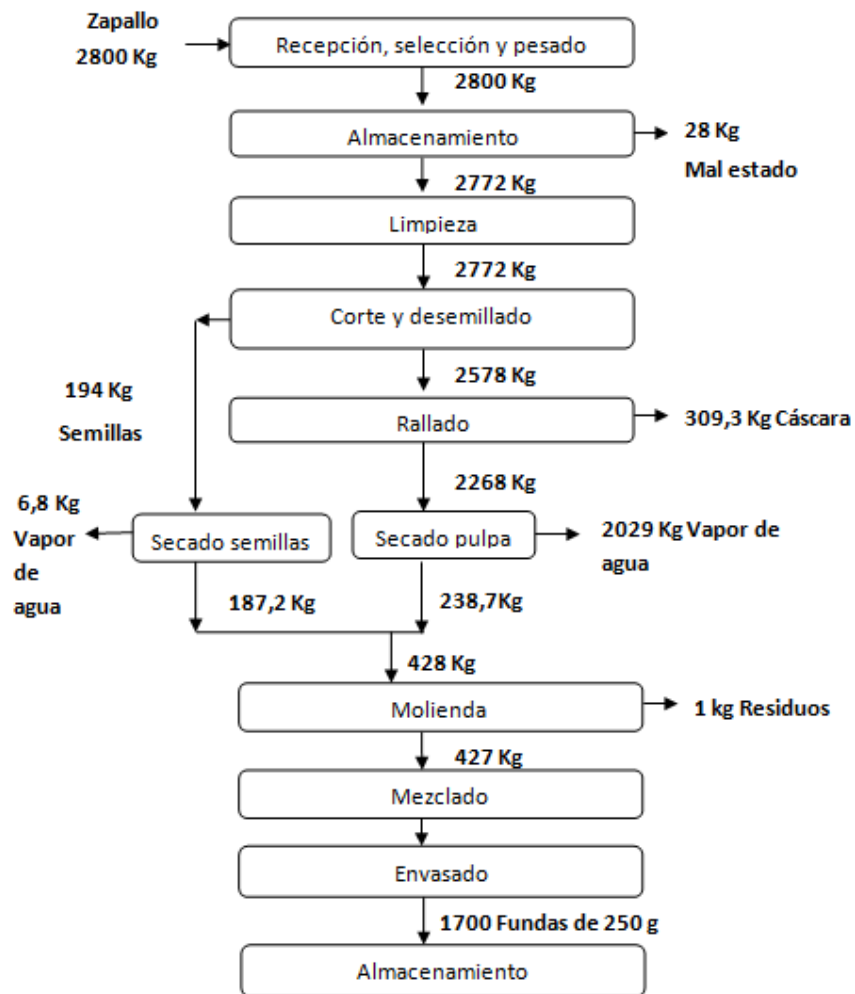 Zapallo
2800 Kg
Recepción, selección y pesado
2800 Kg
Almacenamiento
28 Kg
Mal estado
2772 Kg
Limpieza
2772 Kg
Corte y desemillado
2578 Kg
194 Kg
Semillas
Rallado
309,3 Kg Cáscara
2268 Kg
6,8 Kg
Vapor
de
agua
Secado semillas
Secado pulpa
2029 Kg Vapor de
agua
187,2 Kg
238,7Kg
428 Kg
Molienda
1 kg Residuos
427 Kg
Mezclado
Envasado
1700 Fundas de 250 g
Almacenamiento